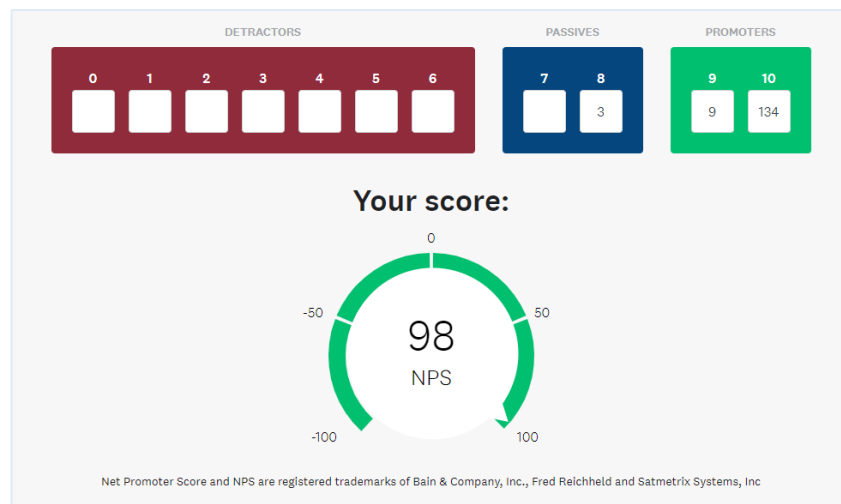 DETRACTORS PASSIVES PROMOTERS
0 1 2 3 4 5 6 7 8 9 10
3 9 134
Your score:
0
-50 50
98
NPS
-100 100
Net Promoter Score and NPS are registered trademarks of Bain & Company, Inc., Fred Reichheld and Satmetrix Systems, Inc